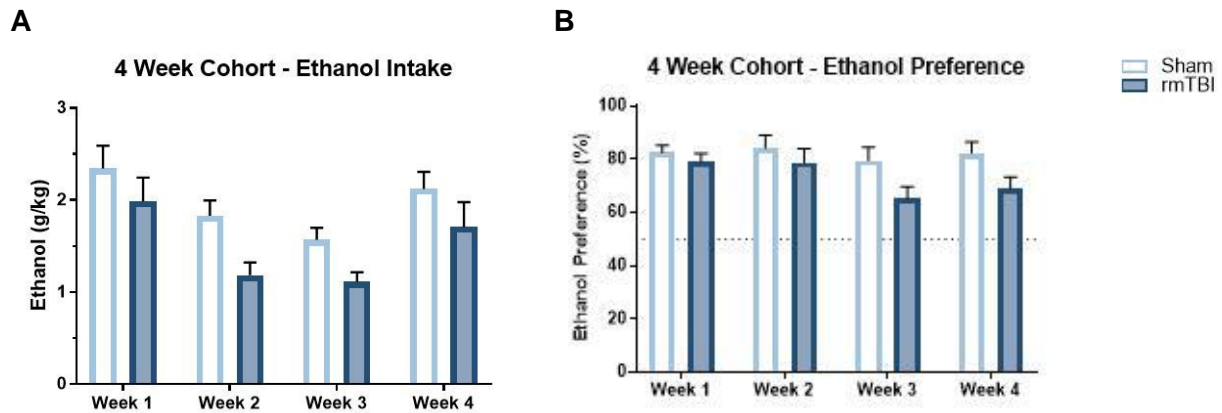 A
4 Week Cohort - Ethanol Intake
Ethanol (g/kg)
3
2
1
0
Week 1 Week 2 Week 3 Week 4
B
4 Week Cohort - Ethanol Preference
Ethanol Preference (%)
100
80
60
40
20
0
Week 1 Week 2 Week 3 Week 4
Sham
rmTBI